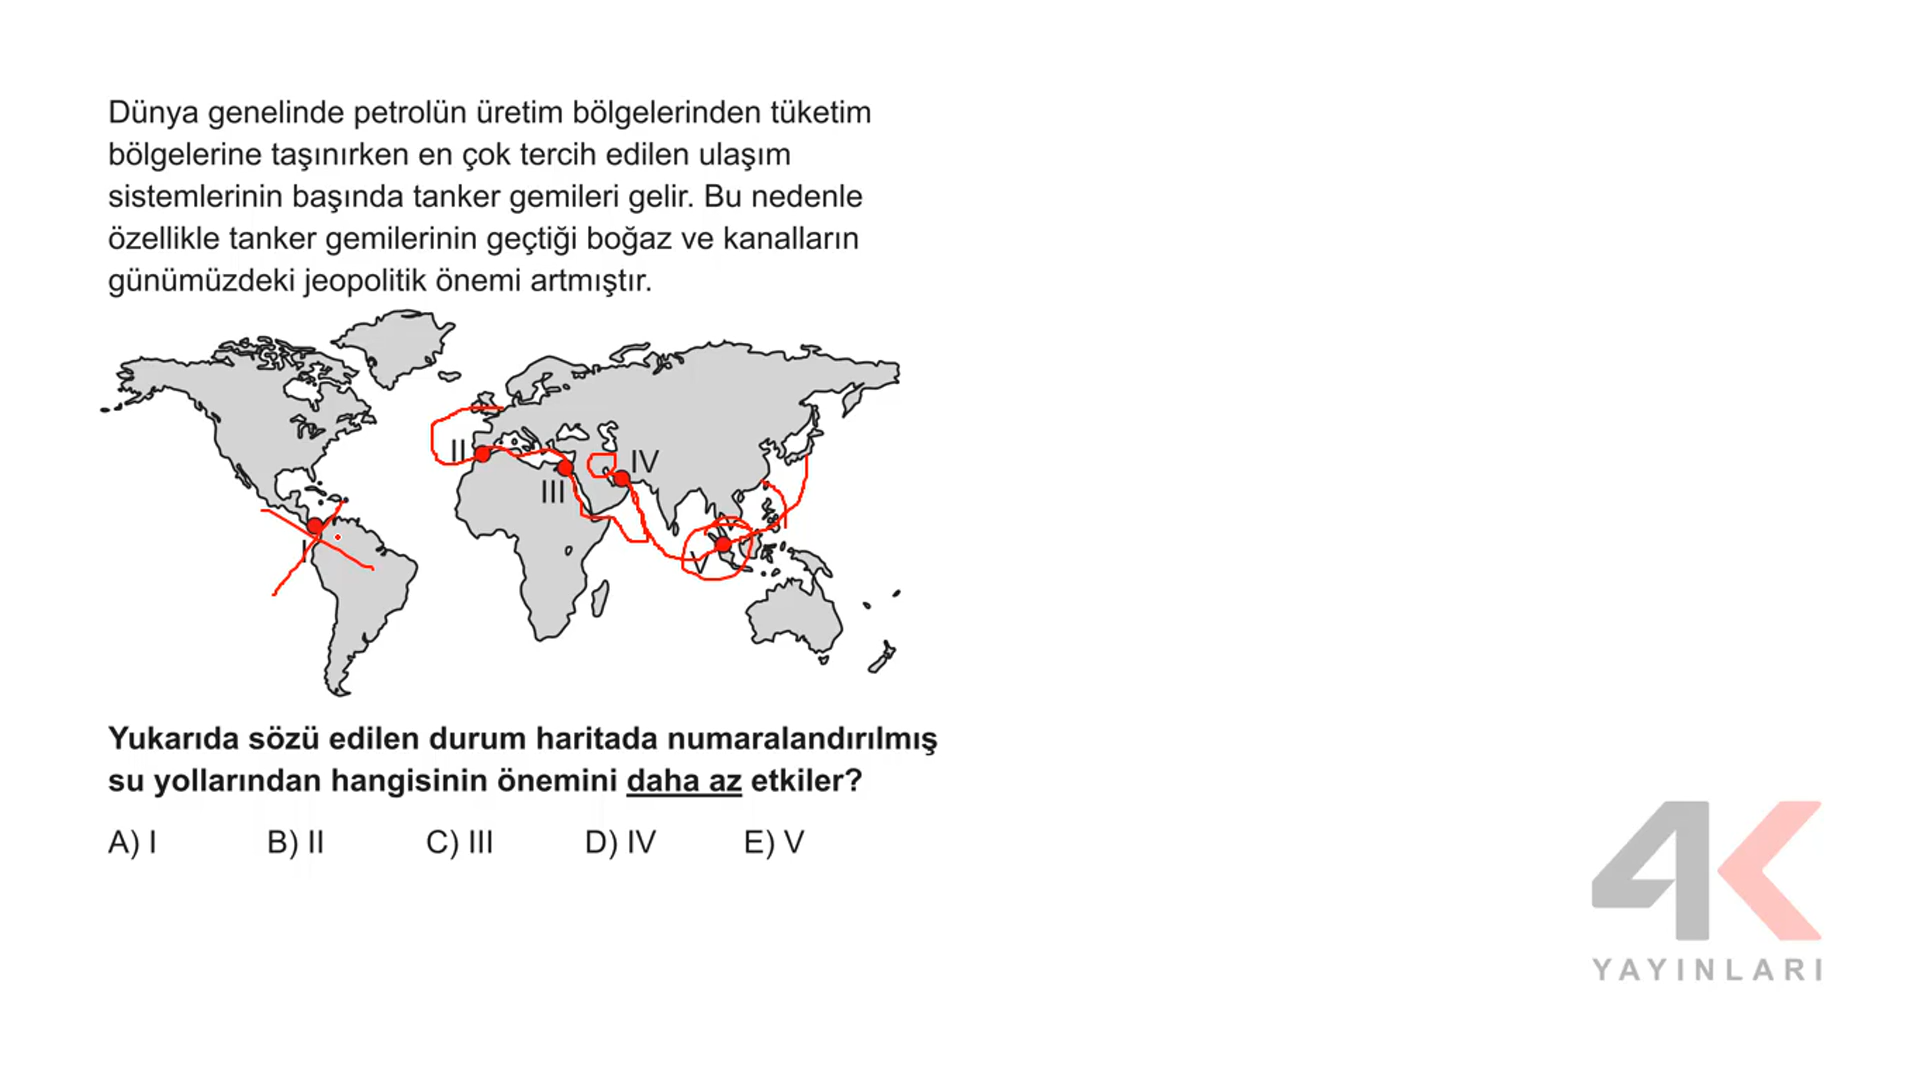 Dünya genelinde petrolün üretim bölgelerinden tüketim
bölgelerine taşınırken en çok tercih edilen ulaşım
sistemlerinin başında tanker gemileri gelir. Bu nedenle
özellikle tanker gemilerinin geçtiği boğaz ve kanalların
günümüzdeki jeopolitik önemi artmıştır.
II
IV
III
I
V
Yukarıda sözü edilen durum haritada numaralandırılmış
su yollarından hangisinin önemini daha az etkiler?
A) I B) II C) III D) IV E) V
4K
YAYINLARI